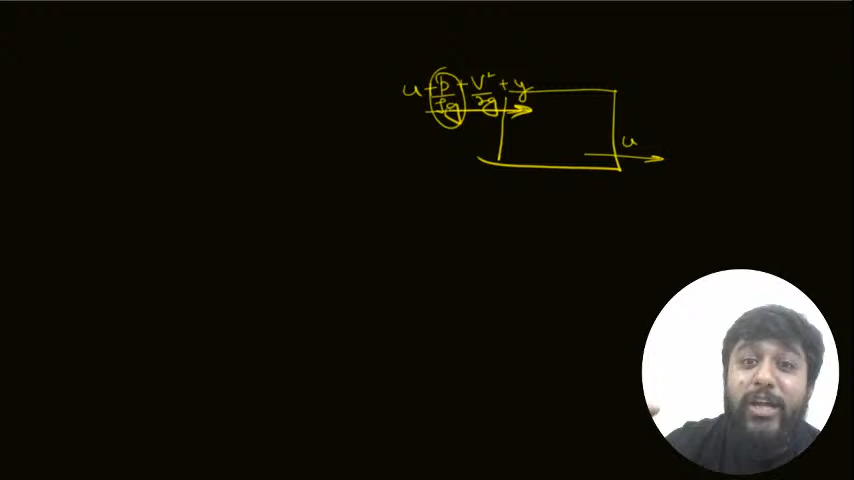 u + p/ρg + V²/2g + y
u